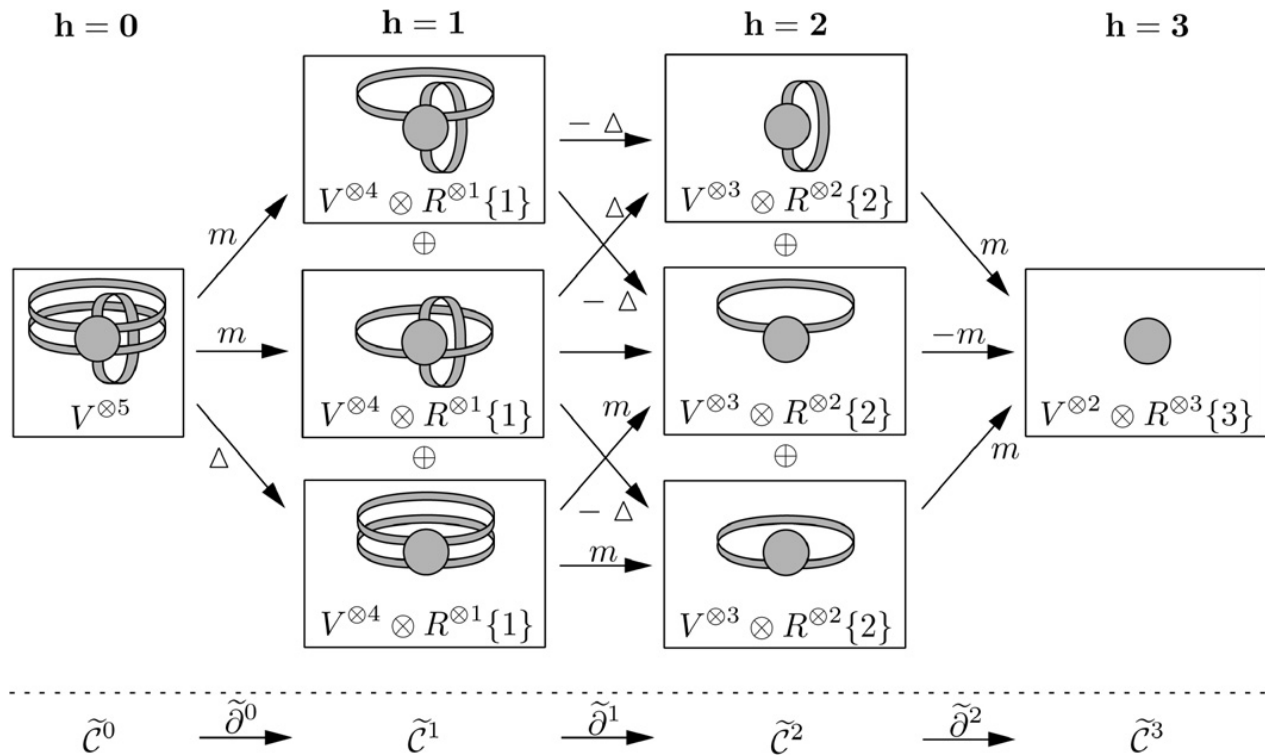 h = 0 h = 1 h = 2 h = 3
− Δ
V^{⊗4} ⊗ R^{⊗1}{1} V^{⊗3} ⊗ R^{⊗2}{2}
m Δ m
⊕ ⊕
− Δ
m −m
V^{⊗5} V^{⊗4} ⊗ R^{⊗1}{1} m V^{⊗3} ⊗ R^{⊗2}{2} V^{⊗2} ⊗ R^{⊗3}{3}
Δ ⊕ ⊕ m
− Δ
m
V^{⊗4} ⊗ R^{⊗1}{1} V^{⊗3} ⊗ R^{⊗2}{2}
C̃^0 ∂̃^0 C̃^1 ∂̃^1 C̃^2 ∂̃^2 C̃^3